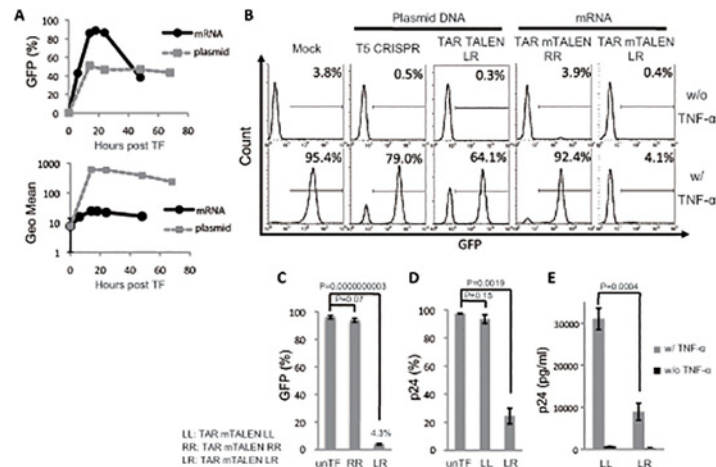 A
GFP (%)
100
80
60
40
20
0
mRNA
plasmid
0 20 40 60 80
Hours post TF
Geo Mean
1000
100
10
1
mRNA
plasmid
0 20 40 60 80
Hours post TF
B
Plasmid DNA
mRNA
Mock
T5 CRISPR
TAR TALEN
LR
TAR mTALEN
RR
TAR mTALEN
LR
3.8%
0.5%
0.3%
3.9%
0.4%
w/o
TNF-α
95.4%
79.0%
64.1%
92.4%
4.1%
w/
TNF-α
Count
GFP
C
P=0.0000000003
P=0.07
GFP (%)
100
80
60
40
20
0
4.3%
unTF RR LR
D
P=0.0019
P=0.15
p24 (%)
100
80
60
40
20
0
unTF LL LR
E
P=0.0004
p24 (pg/ml)
30000
20000
10000
0
LL LR
w/ TNF-α
w/o TNF-α
LL: TAR mTALEN LL
RR: TAR mTALEN RR
LR: TAR mTALEN LR